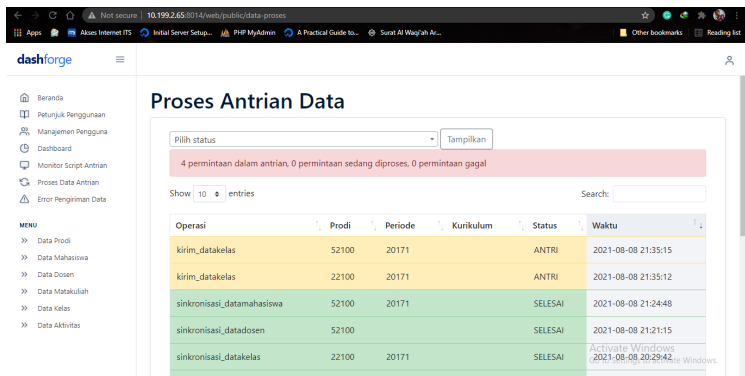 Not secure | 10.199.2.65:8014/web/public/data-proses
Apps Akses Internet ITS Initial Server Setup... PHP MyAdmin A Practical Guide to... Surat Al Waqi'ah Ar... Other bookmarks Reading list
dashforge
Beranda
Petunjuk Penggunaan
Manajemen Pengguna
Dashboard
Monitor Script Antrian
Proses Data Antrian
Error Pengiriman Data
MENU
Data Prodi
Data Mahasiswa
Data Dosen
Data Matakuliah
Data Kelas
Data Aktivitas
Proses Antrian Data
Pilih status Tampilkan
4 permintaan dalam antrian, 0 permintaan sedang diproses, 0 permintaan gagal
Show 10 entries Search:
Operasi Prodi Periode Kurikulum Status Waktu
kirim_datakelas 52100 20171 ANTRI 2021-08-08 21:35:15
kirim_datakelas 22100 20171 ANTRI 2021-08-08 21:35:12
sinkronisasi_datamahasiswa 52100 20171 SELESAI 2021-08-08 21:24:48
sinkronisasi_datadosen 52100 SELESAI 2021-08-08 21:21:15
sinkronisasi_datakelas 22100 20171 SELESAI 2021-08-08 20:29:42
Activate Windows
Go to Settings to activate Windows.